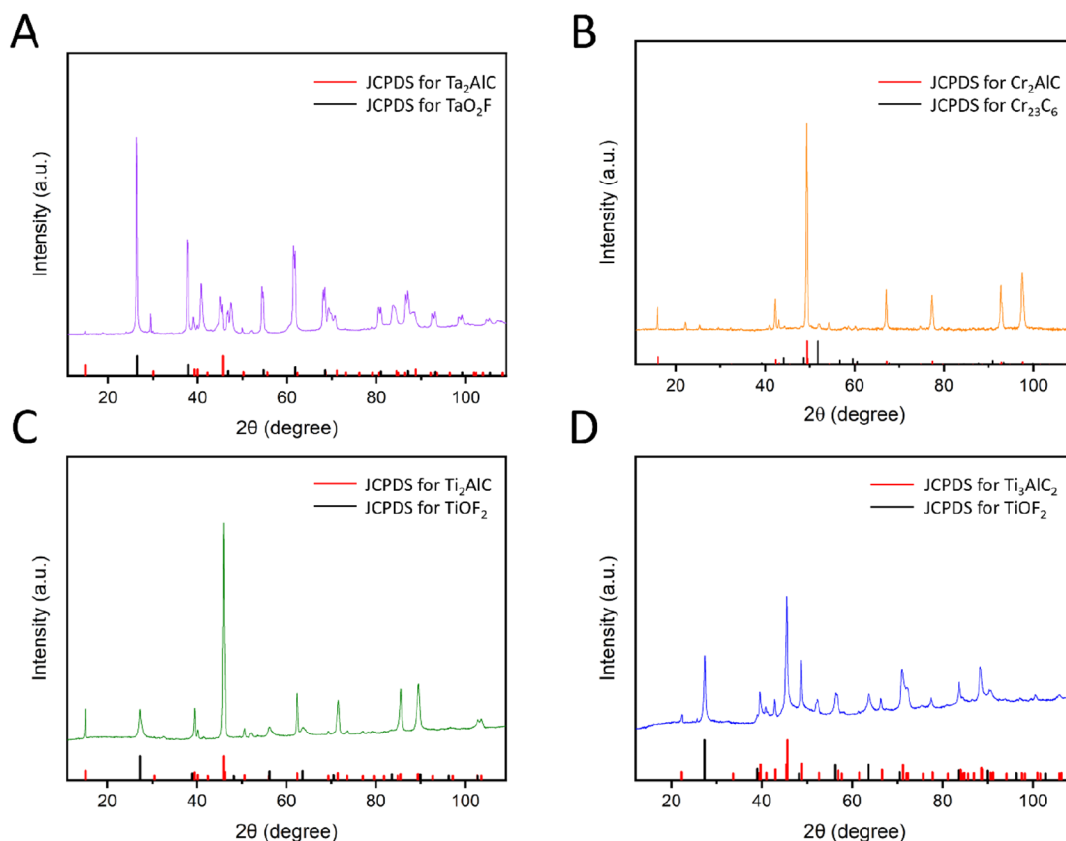 A
JCPDS for Ta₂AlC
JCPDS for TaO₂F
Intensity (a.u.)
20 40 60 80 100
2θ (degree)
B
JCPDS for Cr₂AlC
JCPDS for Cr₂₃C₆
Intensity (a.u.)
20 40 60 80 100
2θ (degree)
C
JCPDS for Ti₂AlC
JCPDS for TiOF₂
Intensity (a.u.)
20 40 60 80 100
2θ (degree)
D
JCPDS for Ti₃AlC₂
JCPDS for TiOF₂
Intensity (a.u.)
20 40 60 80 100
2θ (degree)